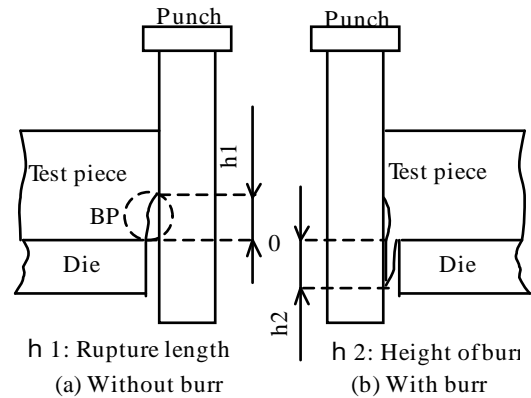 Punch
Punch
h1
Test piece
Test piece
BP
0
Die
Die
h2
h 1: Rupture length
h 2: Height of burr
(a) Without burr
(b) With burr